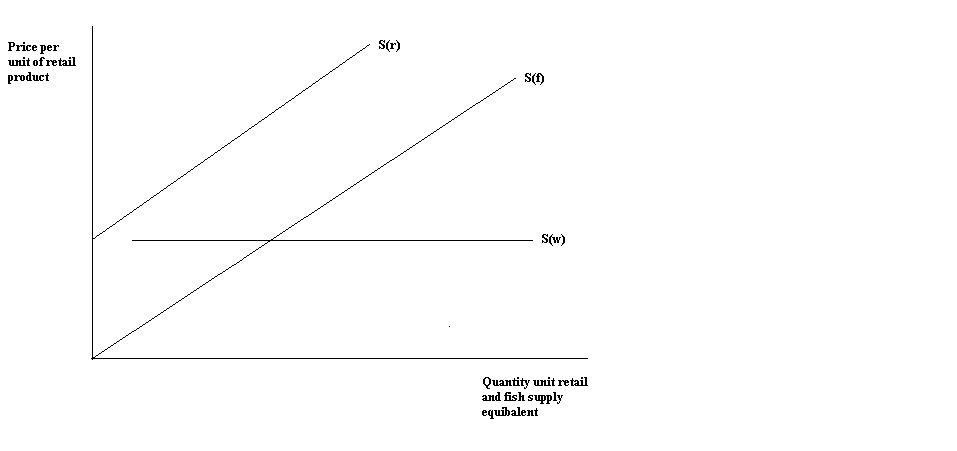 Price per
unit of retail
product
S(r)
S(f)
S(w)
Quantity unit retail
and fish supply
equibalent